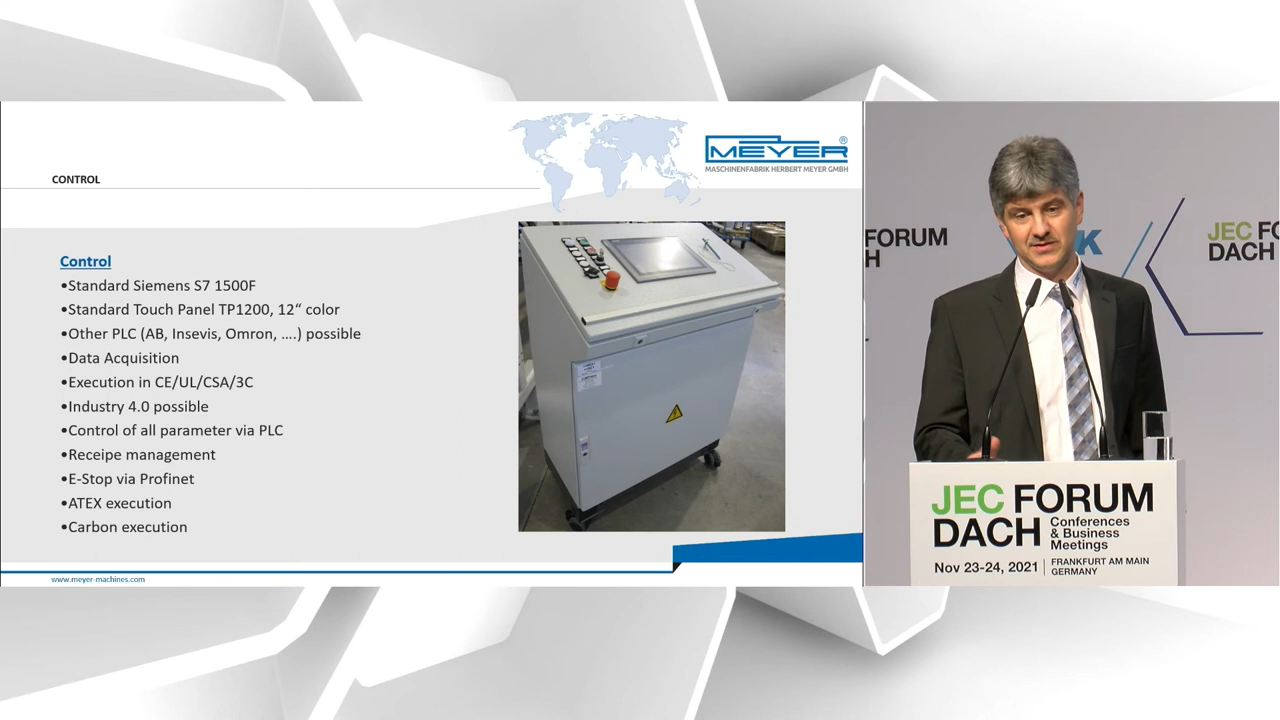 MEYER®
MASCHINENFABRIK HERBERT MEYER GMBH
CONTROL
Control
•Standard Siemens S7 1500F
•Standard Touch Panel TP1200, 12“ color
•Other PLC (AB, Insevis, Omron, ....) possible
•Data Acquisition
•Execution in CE/UL/CSA/3C
•Industry 4.0 possible
•Control of all parameter via PLC
•Receipe management
•E-Stop via Profinet
•ATEX execution
•Carbon execution
www.meyer-machines.com
FORUM
H
K
JEC FO
DACH
JEC FORUM
DACH Conferences
& Business
Meetings
Nov 23-24, 2021 | FRANKFURT AM MAIN
GERMANY